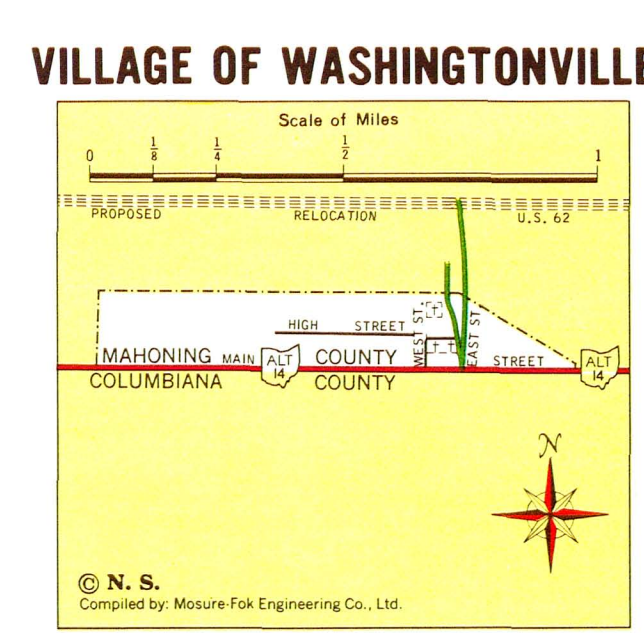 VILLAGE OF WASHINGTONVILLE
Scale of Miles
0 1/8 1/4 1/2 1
PROPOSED RELOCATION U.S. 62
HIGH STREET
WEST ST.
EAST ST.
MAHONING MAIN ALT 14 COUNTY STREET ALT 14
COLUMBIANA COUNTY
N
© N. S.
Compiled by: Mosure-Fok Engineering Co., Ltd.